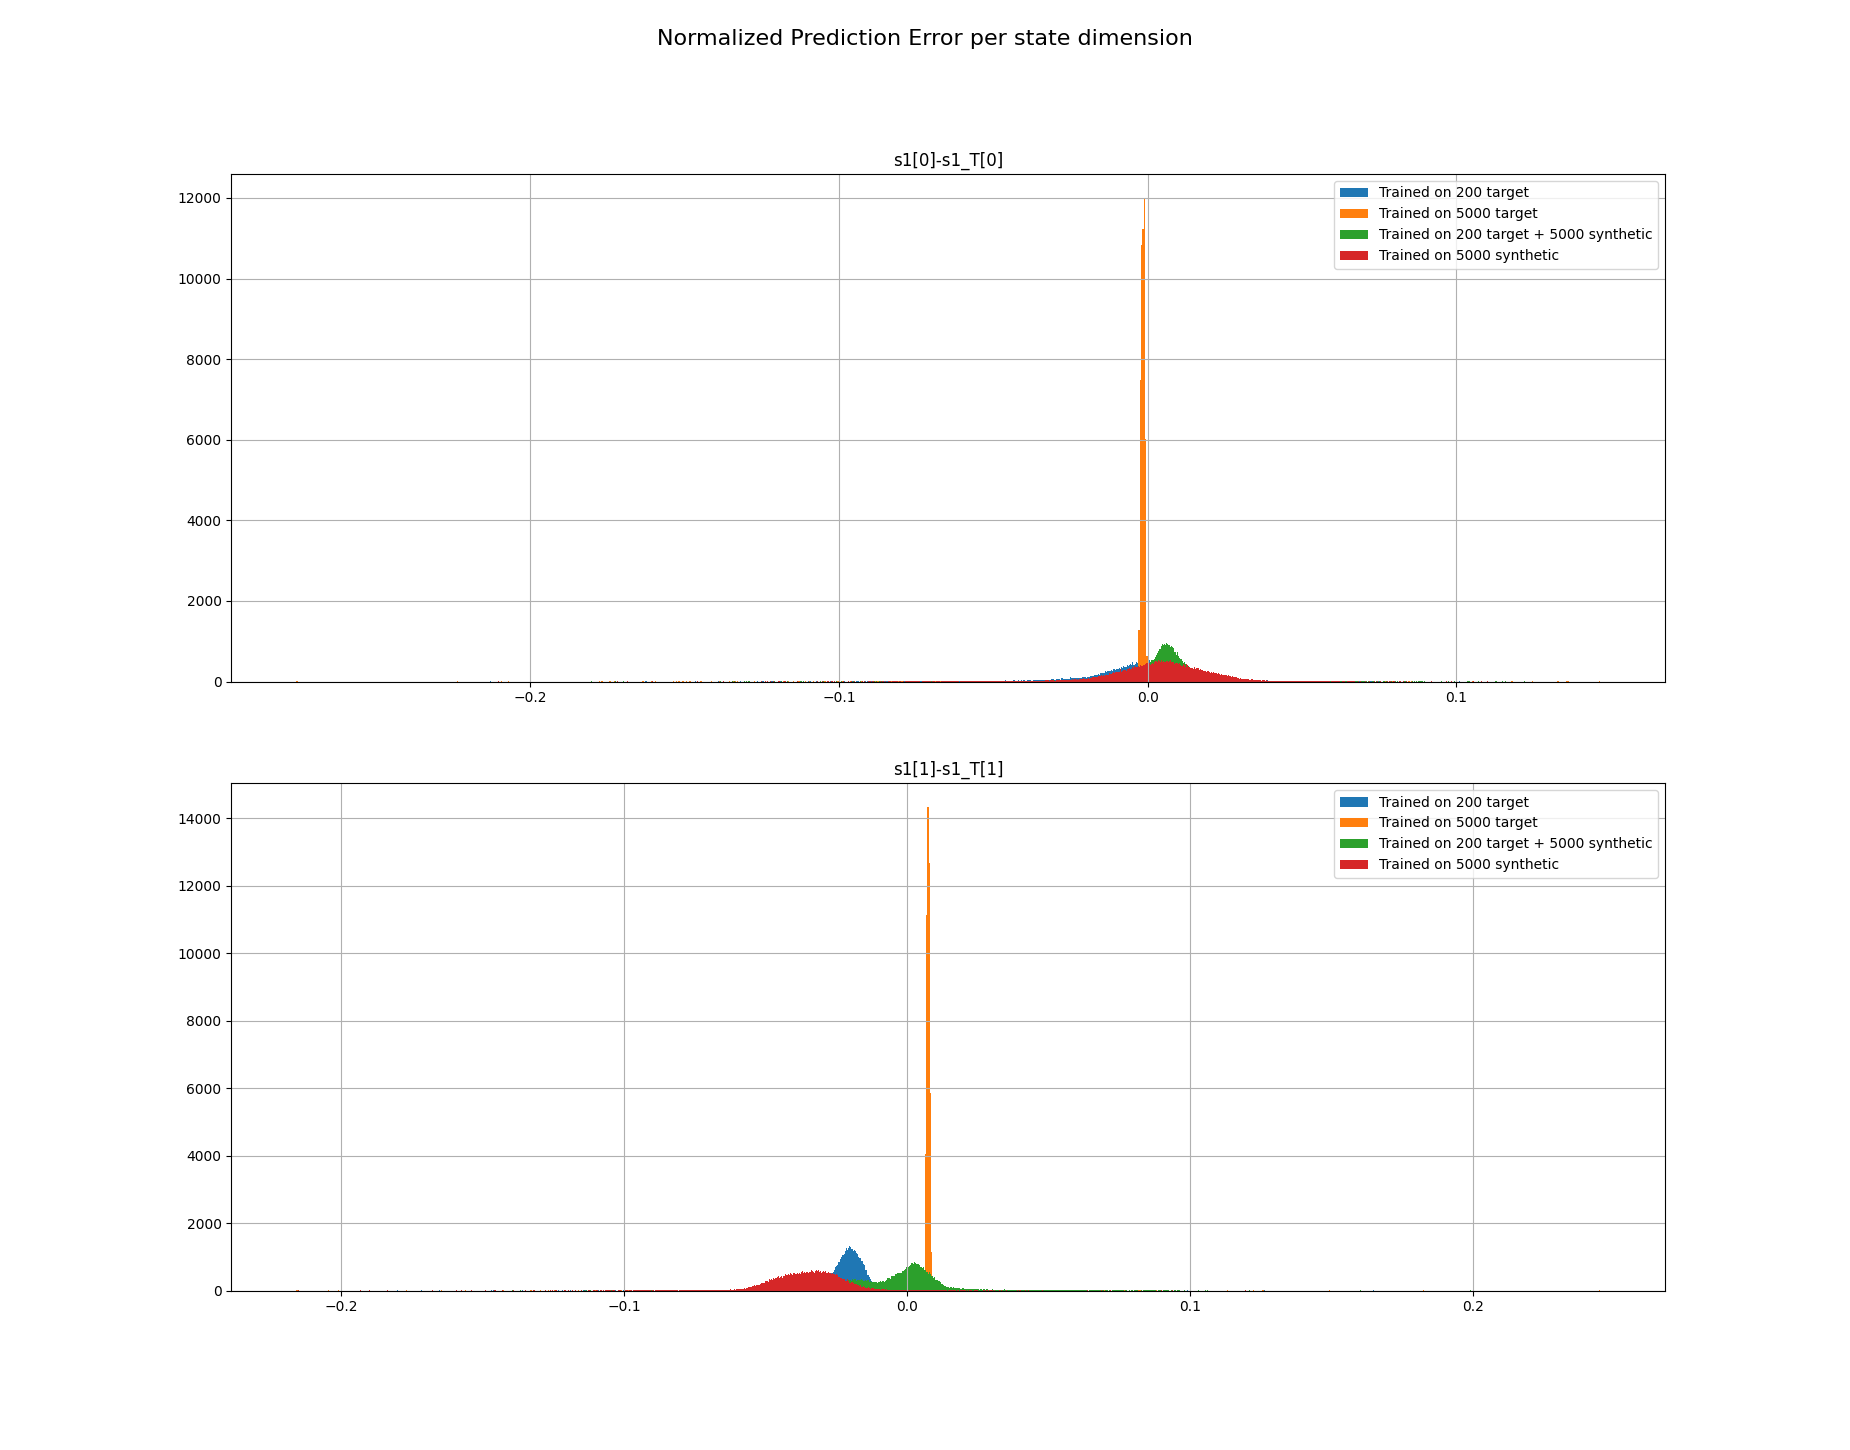 Normalized Prediction Error per state dimension
s1[0]-s1_T[0]
12000
10000
8000
6000
4000
2000
0
Trained on 200 target
Trained on 5000 target
Trained on 200 target + 5000 synthetic
Trained on 5000 synthetic
−0.2 −0.1 0.0 0.1
s1[1]-s1_T[1]
14000
12000
10000
8000
6000
4000
2000
0
Trained on 200 target
Trained on 5000 target
Trained on 200 target + 5000 synthetic
Trained on 5000 synthetic
−0.2 −0.1 0.0 0.1 0.2